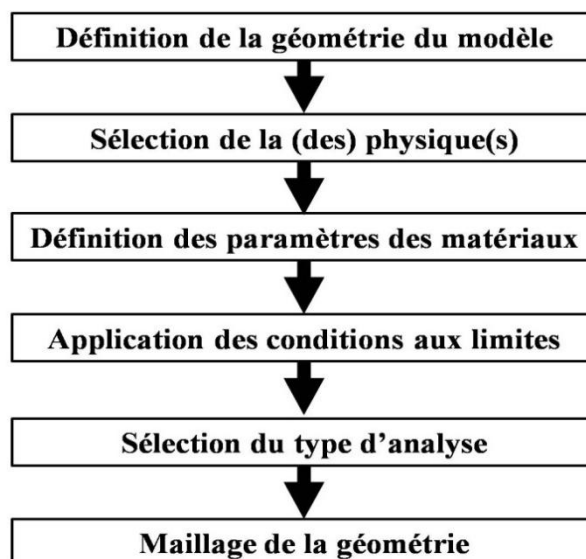 Définition de la géométrie du modèle
Sélection de la (des) physique(s)
Définition des paramètres des matériaux
Application des conditions aux limites
Sélection du type d’analyse
Maillage de la géométrie